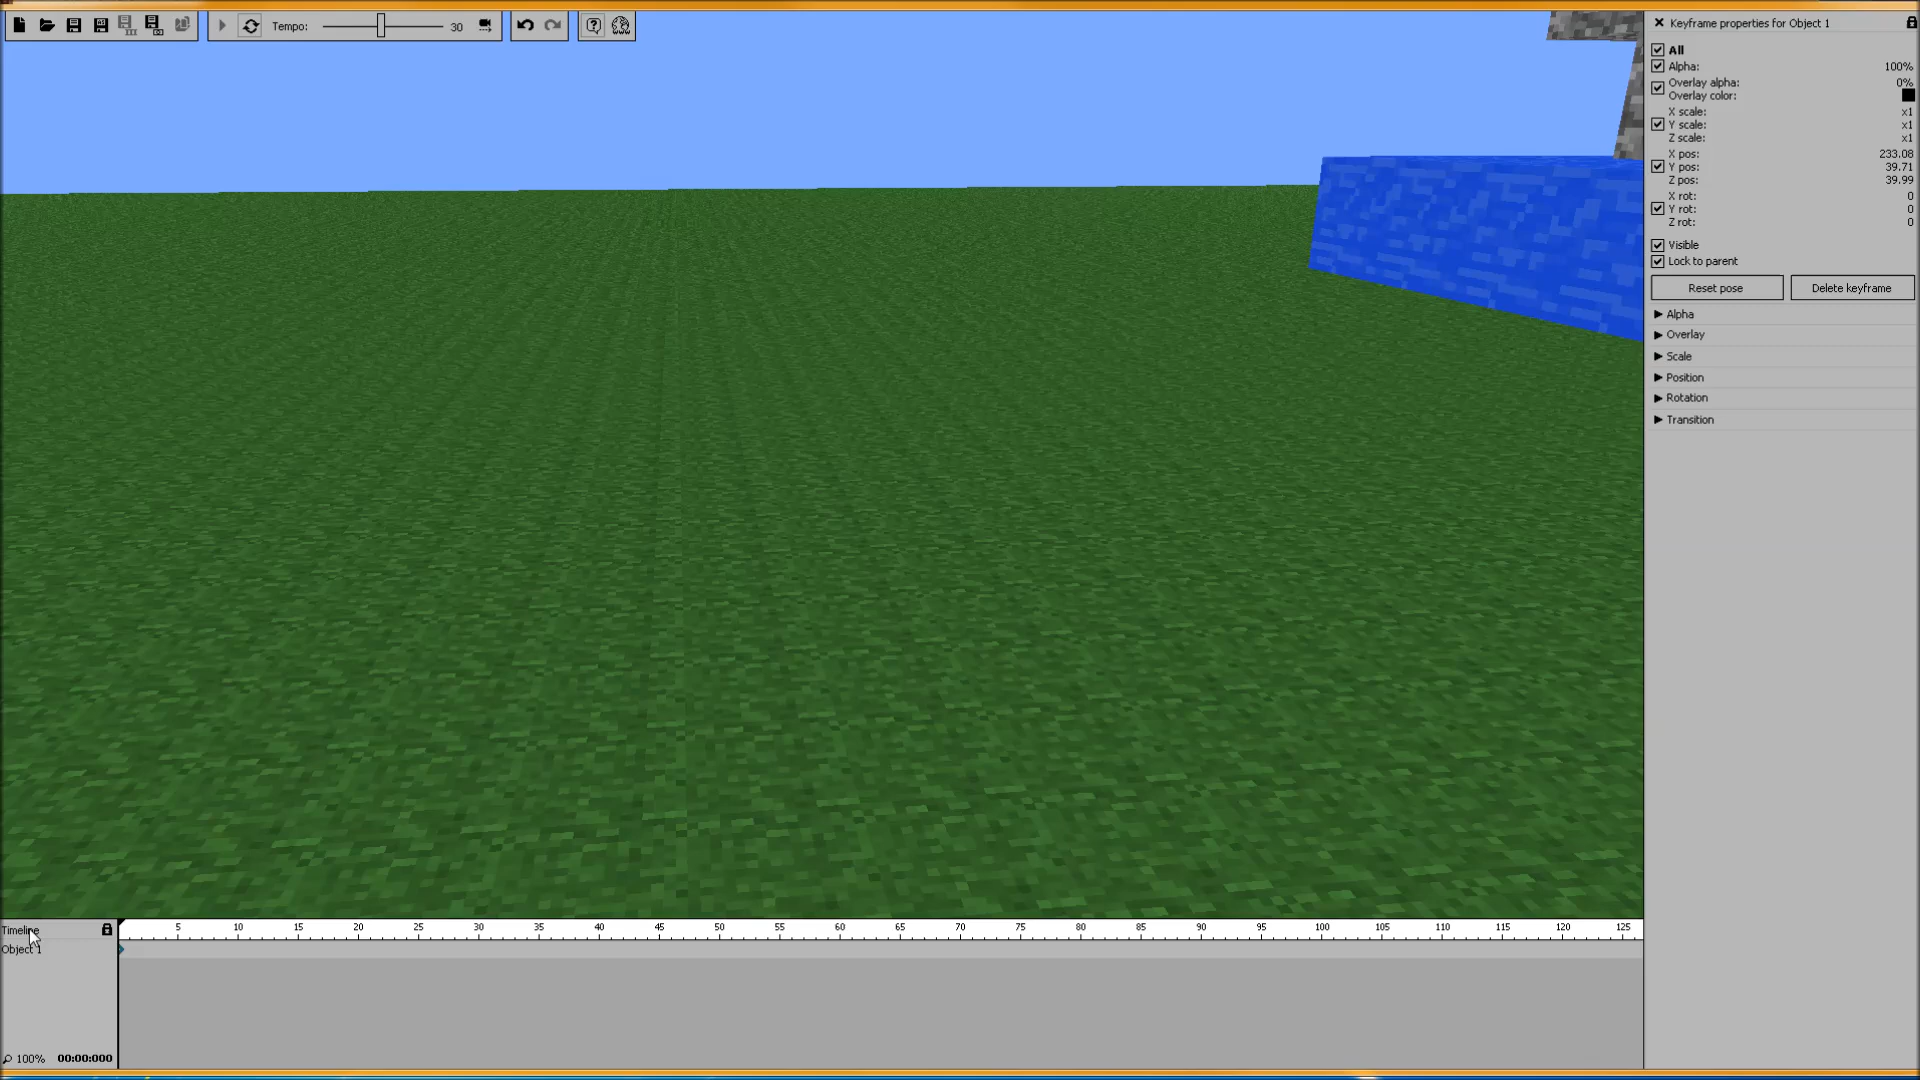 Tempo:
30
Keyframe properties for Object 1
All
Alpha: 100%
Overlay alpha: 0%
Overlay color:
X scale: x1
Y scale: x1
Z scale: x1
X pos: 233.08
Y pos: 39.71
Z pos: 39.99
X rot: 0
Y rot: 0
Z rot: 0
Visible
Lock to parent
Reset pose
Delete keyframe
Alpha
Overlay
Scale
Position
Rotation
Transition
Timeline
5 10 15 20 25 30 35 40 45 50 55 60 65 70 75 80 85 90 95 100 105 110 115 120 125
Object 1
100% 00:00:000